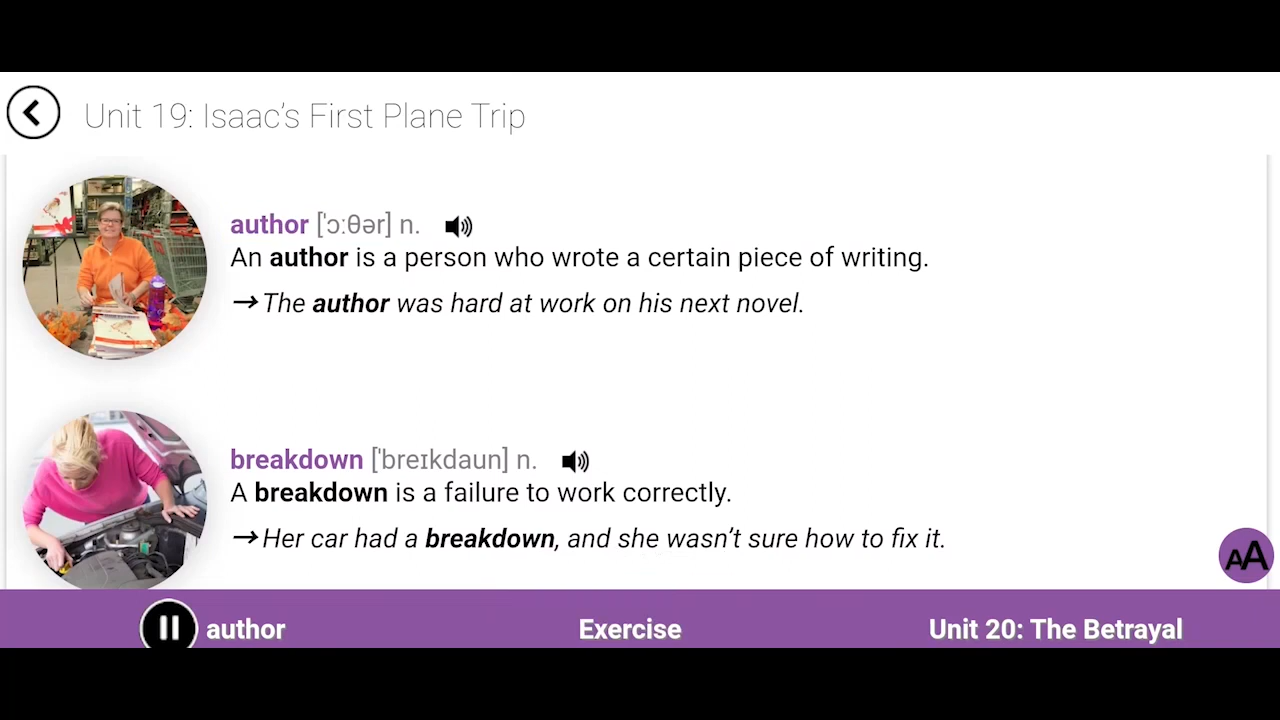 Unit 19: Isaac’s First Plane Trip
author [ˈɔːθər] n.
An author is a person who wrote a certain piece of writing.
→ The author was hard at work on his next novel.
breakdown [ˈbreɪkdaun] n.
A breakdown is a failure to work correctly.
→ Her car had a breakdown, and she wasn’t sure how to fix it.
AA
author Exercise Unit 20: The Betrayal